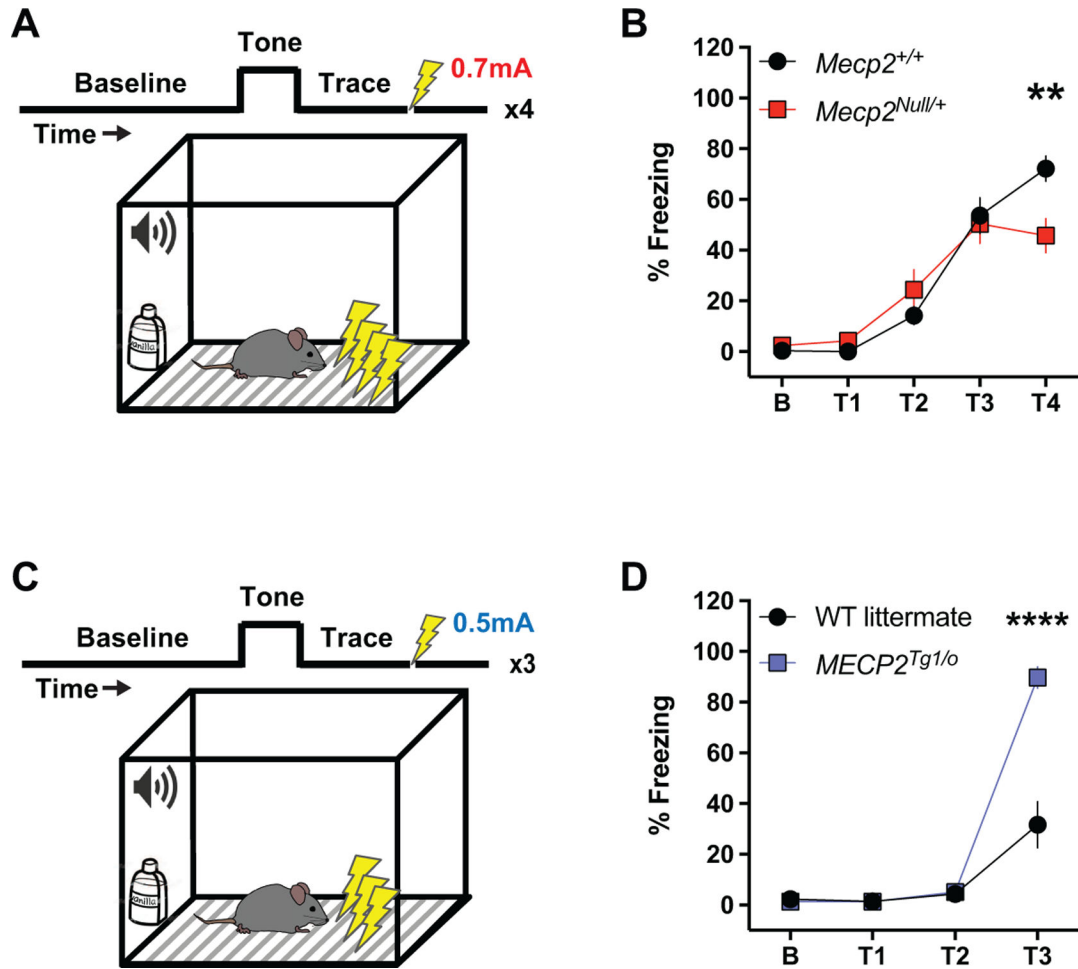 A
Tone
Baseline
Trace
0.7mA
x4
Time
anilla
B
120
100
80
60
40
20
0
% Freezing
Mecp2+/+
Mecp2Null/+
**
B
T1
T2
T3
T4
C
Tone
Baseline
Trace
0.5mA
x3
Time
anilla
D
120
100
80
60
40
20
0
% Freezing
WT littermate
MECP2Tg1/o
****
B
T1
T2
T3